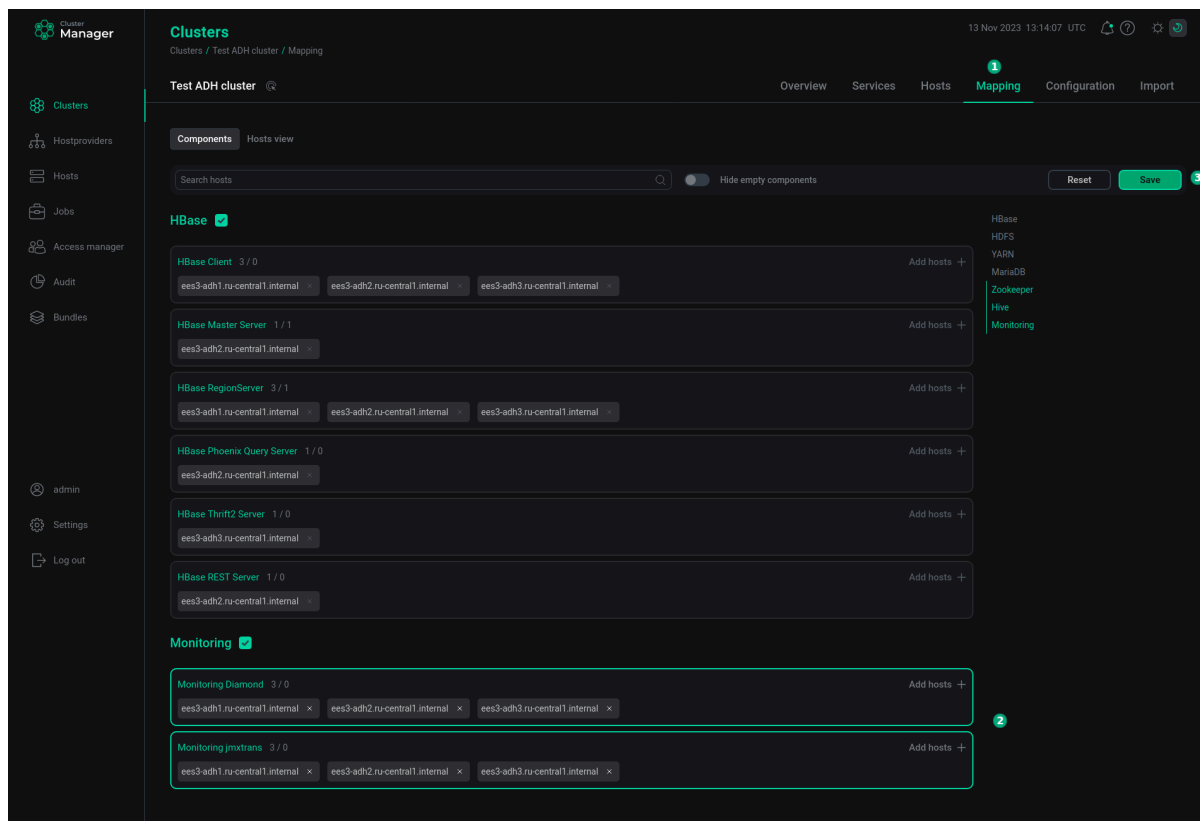 Cluster
Manager
Clusters
Clusters / Test ADH cluster / Mapping
13 Nov 2023 13:14:07 UTC
1
Test ADH cluster
Overview Services Hosts Mapping Configuration Import
Clusters
Hostproviders
Hosts
Jobs
Access manager
Audit
Bundles
admin
Settings
Log out
Components Hosts view
Search hosts
Hide empty components
Reset
Save
3
HBase
HBase Client 3 / 0
Add hosts +
ees3-adh1.ru-central1.internal × ees3-adh2.ru-central1.internal × ees3-adh3.ru-central1.internal ×
HBase Master Server 1 / 1
Add hosts +
ees3-adh2.ru-central1.internal ×
HBase RegionServer 3 / 1
Add hosts +
ees3-adh1.ru-central1.internal × ees3-adh2.ru-central1.internal × ees3-adh3.ru-central1.internal ×
HBase Phoenix Query Server 1 / 0
Add hosts +
ees3-adh2.ru-central1.internal ×
HBase Thrift2 Server 1 / 0
Add hosts +
ees3-adh3.ru-central1.internal ×
HBase REST Server 1 / 0
Add hosts +
ees3-adh2.ru-central1.internal ×
Monitoring
Monitoring Diamond 3 / 0
Add hosts +
ees3-adh1.ru-central1.internal × ees3-adh2.ru-central1.internal × ees3-adh3.ru-central1.internal ×
2
Monitoring jmxtrans 3 / 0
Add hosts +
ees3-adh1.ru-central1.internal × ees3-adh2.ru-central1.internal × ees3-adh3.ru-central1.internal ×
HBase
HDFS
YARN
MariaDB
Zookeeper
Hive
Monitoring